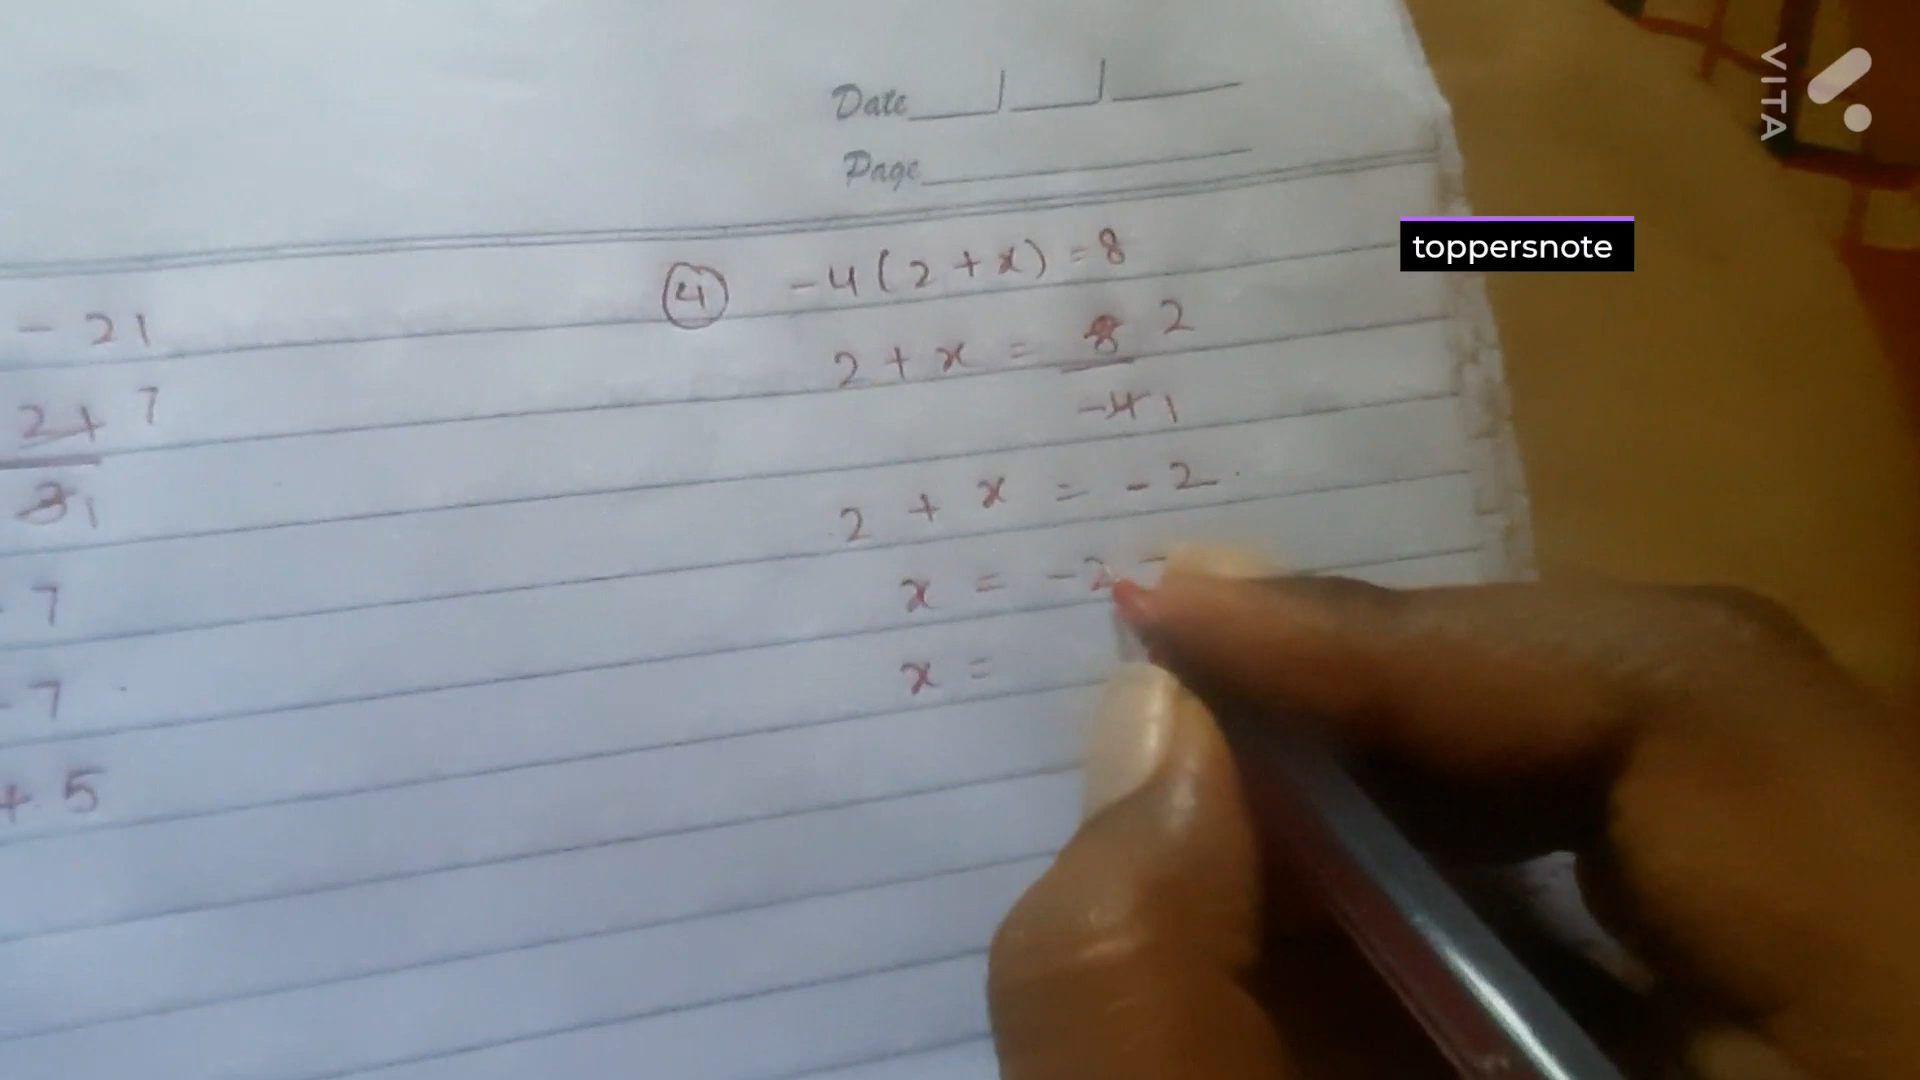 Date
Page
- 21
21 7
3 1
7
- 7
+ 5
4 -4(2 + x) = 8
2 + x = 8 2
-4 1
2 + x = - 2
x = - 2 -
x =
toppersnote
VITA